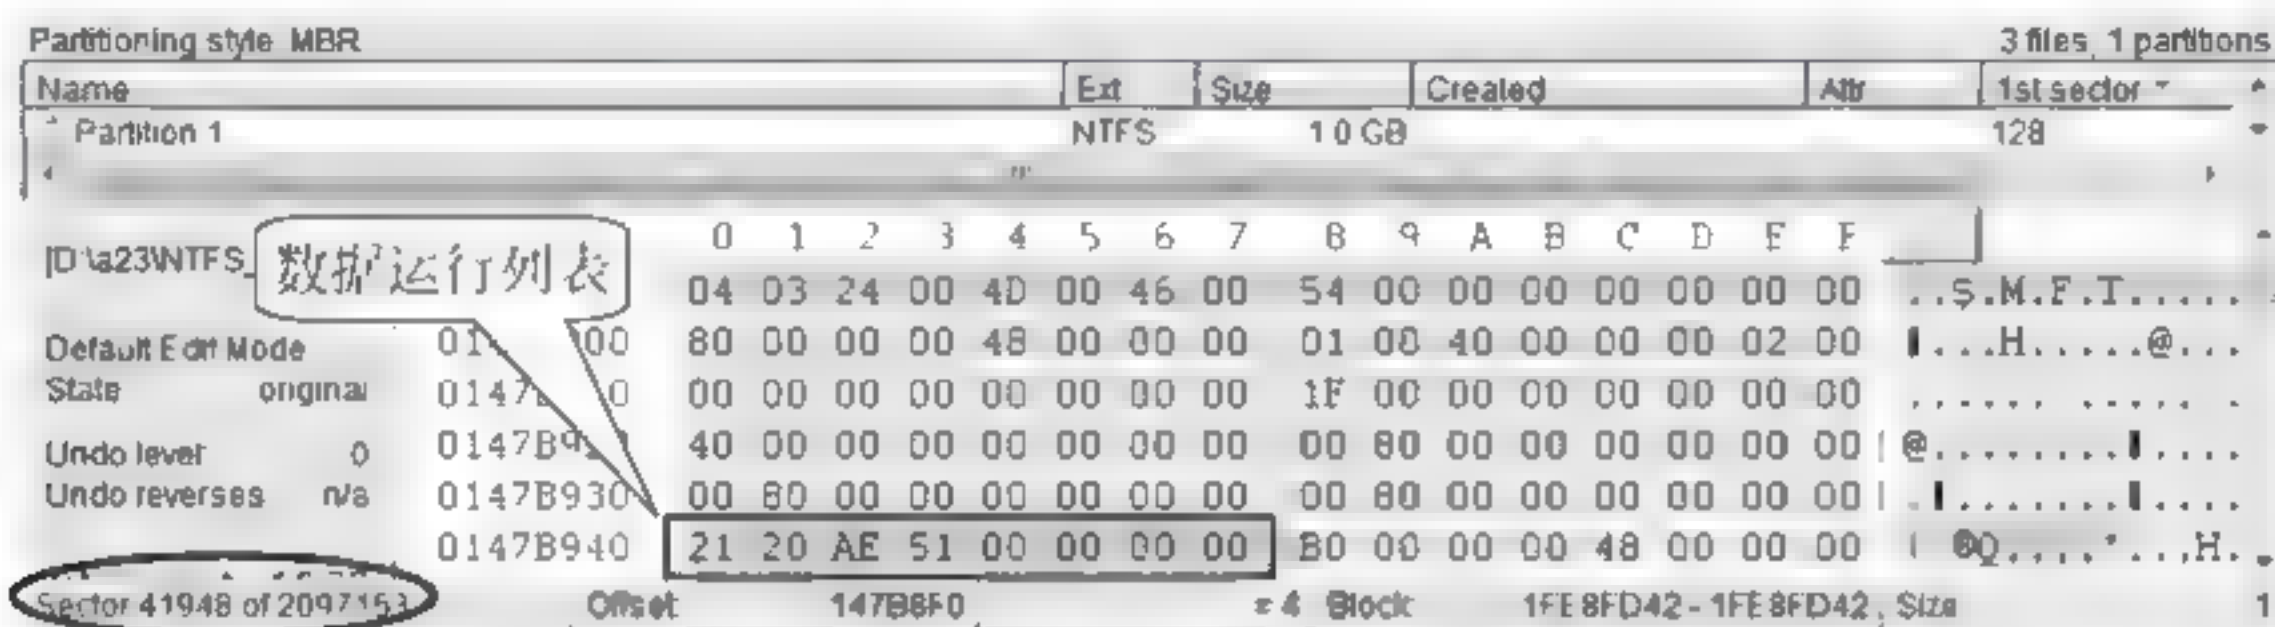 Partitioning style MBR
3 files, 1 partitions
Name Ext Size Created Attr 1st sector
Partition 1 NTFS 1 0 GB 128
数据运行列表
0 1 2 3 4 5 6 7 8 9 A B C D E F
D:\a23\NTFS_
04 03 24 00 4D 00 46 00 54 00 00 00 00 00 00 00 ..$.M.F.T.....
Default Edit Mode
80 00 00 00 48 00 00 00 01 00 40 00 00 00 02 00 ...H.....@...
State original
0147B 00 00 00 00 00 00 00 00 1F 00 00 00 00 00 00 00
0147B9 40 00 00 00 00 00 00 00 00 80 00 00 00 00 00 00 @
Undo level 0
Undo reverses n/a
0147B930 00 80 00 00 00 00 00 00 00 80 00 00 00 00 00 00
0147B940 21 20 AE 51 00 00 00 00 B0 00 00 00 48 00 00 00 ®Q.......H.
Sector 41948 of 2097153
Offset 147B8F0 = 4 Block 1FE8FD42 - 1FE8FD42, Size 1